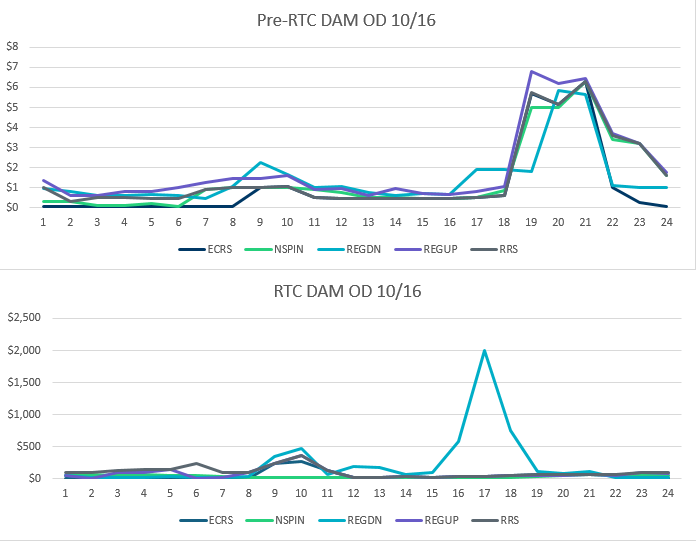 Pre-RTC DAM OD 10/16
$8
$7
$6
$5
$4
$3
$2
$1
$0
1 2 3 4 5 6 7 8 9 10 11 12 13 14 15 16 17 18 19 20 21 22 23 24
ECRS NSPIN REGDN REGUP RRS
RTC DAM OD 10/16
$2,500
$2,000
$1,500
$1,000
$500
$0
1 2 3 4 5 6 7 8 9 10 11 12 13 14 15 16 17 18 19 20 21 22 23 24
ECRS NSPIN REGDN REGUP RRS